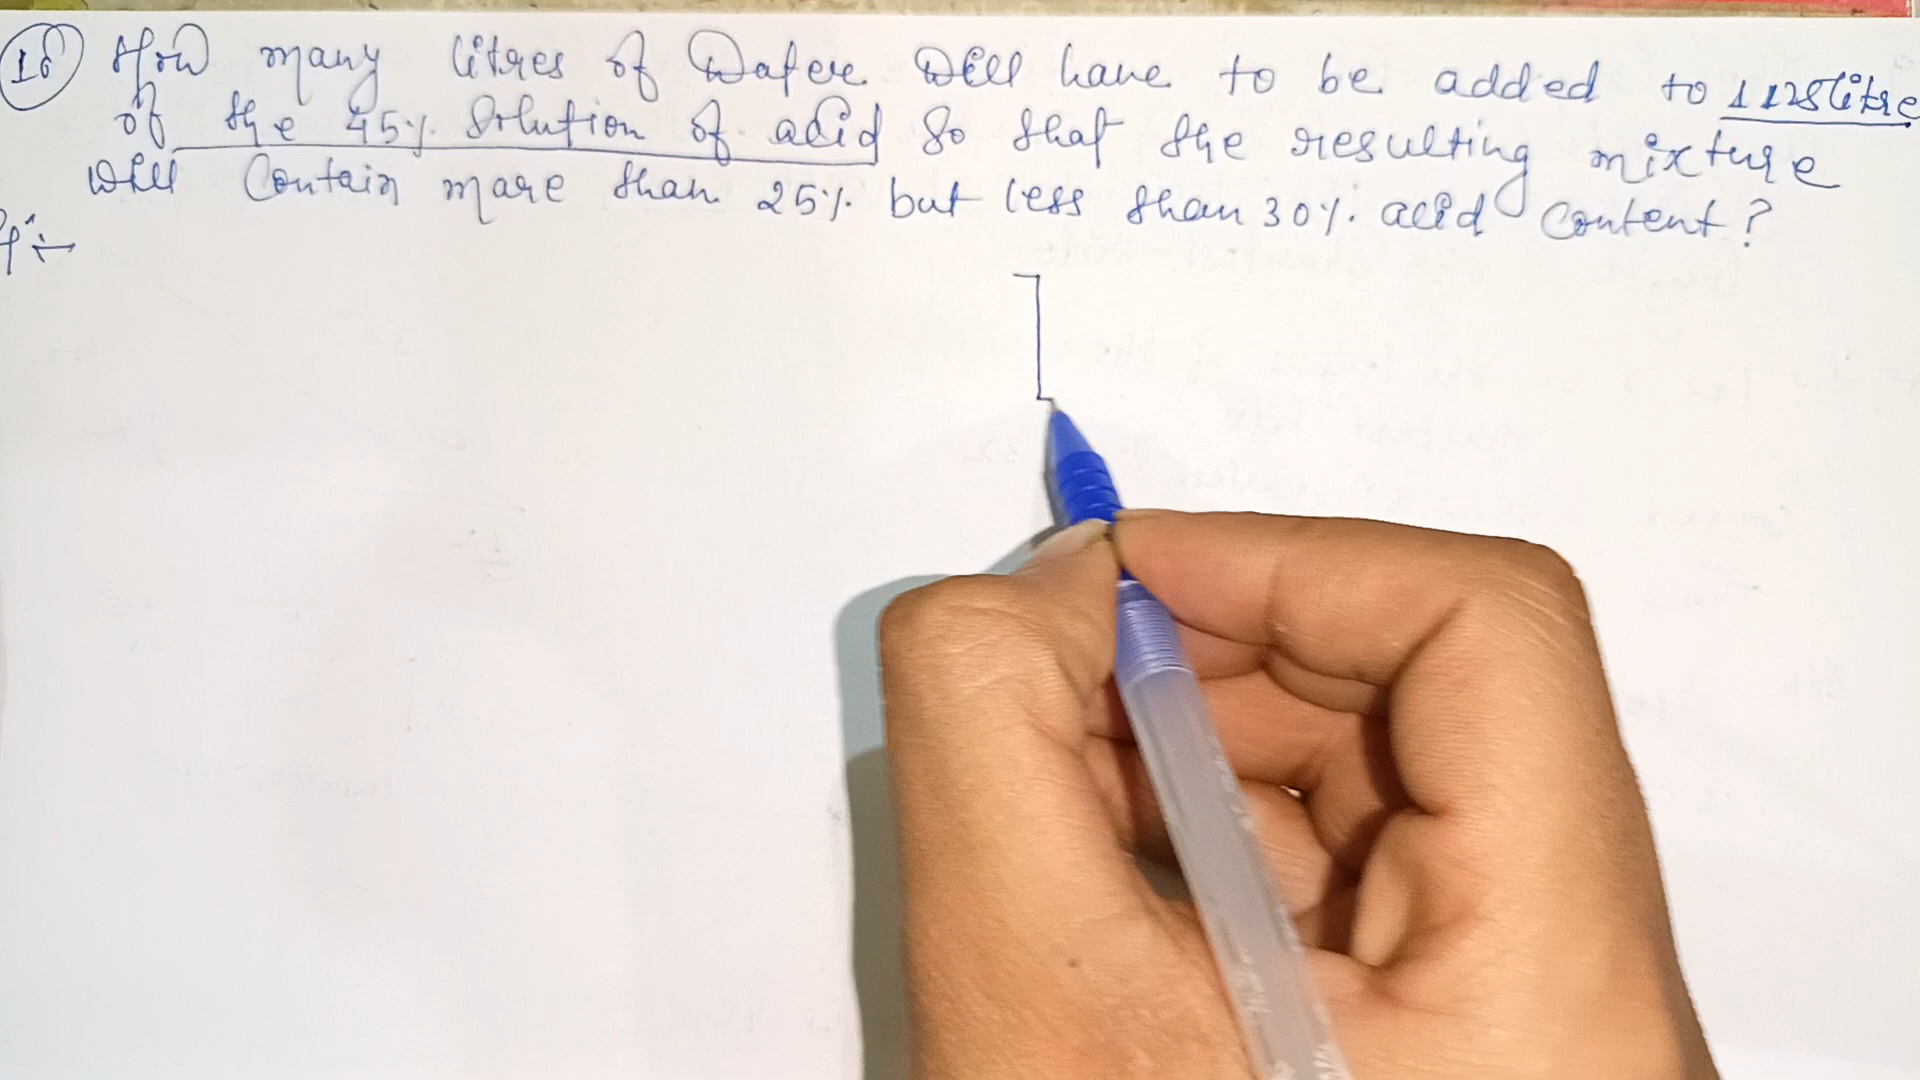 16 How many litres of Water Will have to be added to 1125 litre
of the 45% Solution of acid So that the resulting mixture
will Contain mare than 25% but less than 30% acid Content?